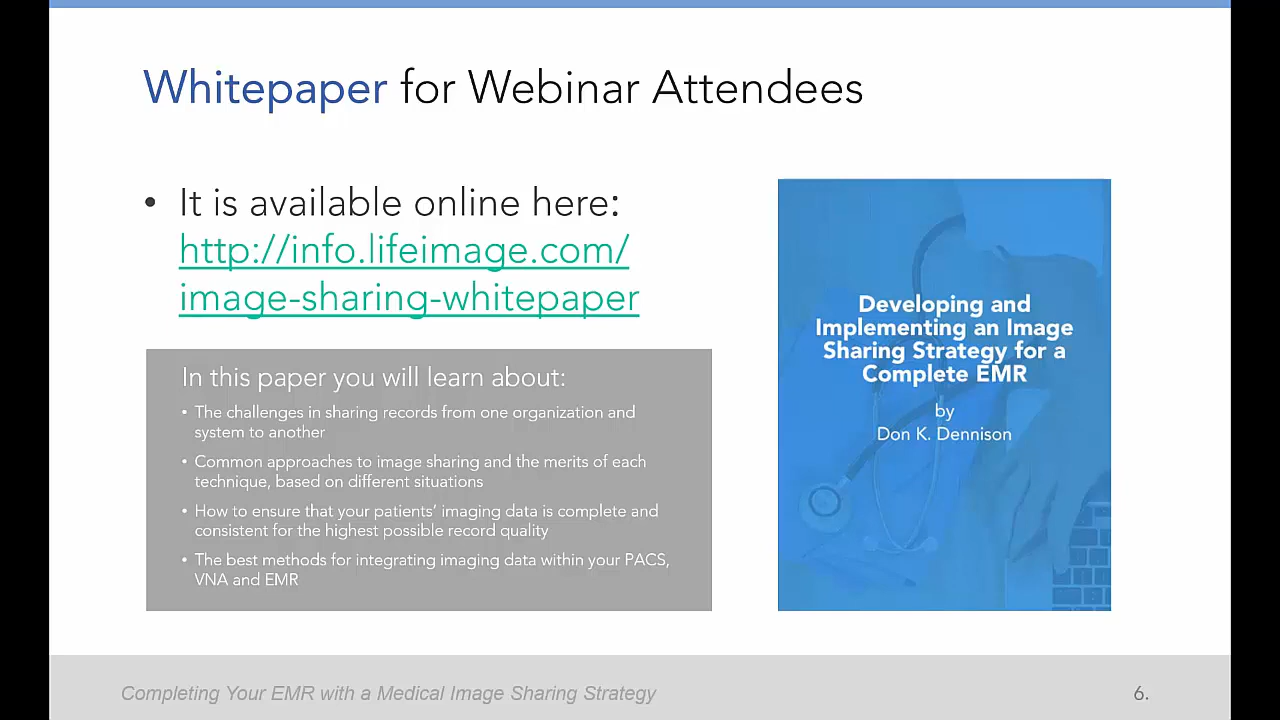 Whitepaper for Webinar Attendees
• It is available online here:
http://info.lifeimage.com/
image-sharing-whitepaper
In this paper you will learn about:
• The challenges in sharing records from one organization and
system to another
• Common approaches to image sharing and the merits of each
technique, based on different situations
• How to ensure that your patients' imaging data is complete and
consistent for the highest possible record quality
• The best methods for integrating imaging data within your PACS,
VNA and EMR
Developing and
Implementing an Image
Sharing Strategy for a
Complete EMR
by
Don K. Dennison
Completing Your EMR with a Medical Image Sharing Strategy
6.